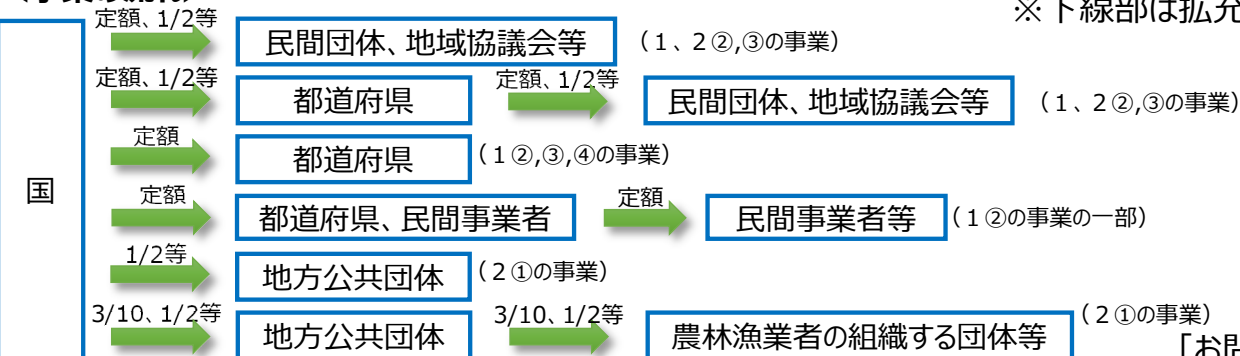 ※下線部は拡充
国
定額、1/2等
民間団体、地域協議会等
(1、2②,③の事業)
定額、1/2等
都道府県
定額、1/2等
民間団体、地域協議会等
(1、2②,③の事業)
定額
都道府県
(1②,③,④の事業)
定額
都道府県、民間事業者
定額
民間事業者等
(1②の事業の一部)
1/2等
地方公共団体
(2①の事業)
3/10、1/2等
地方公共団体
3/10、1/2等
農林漁業者の組織する団体等
(2①の事業)
「お問